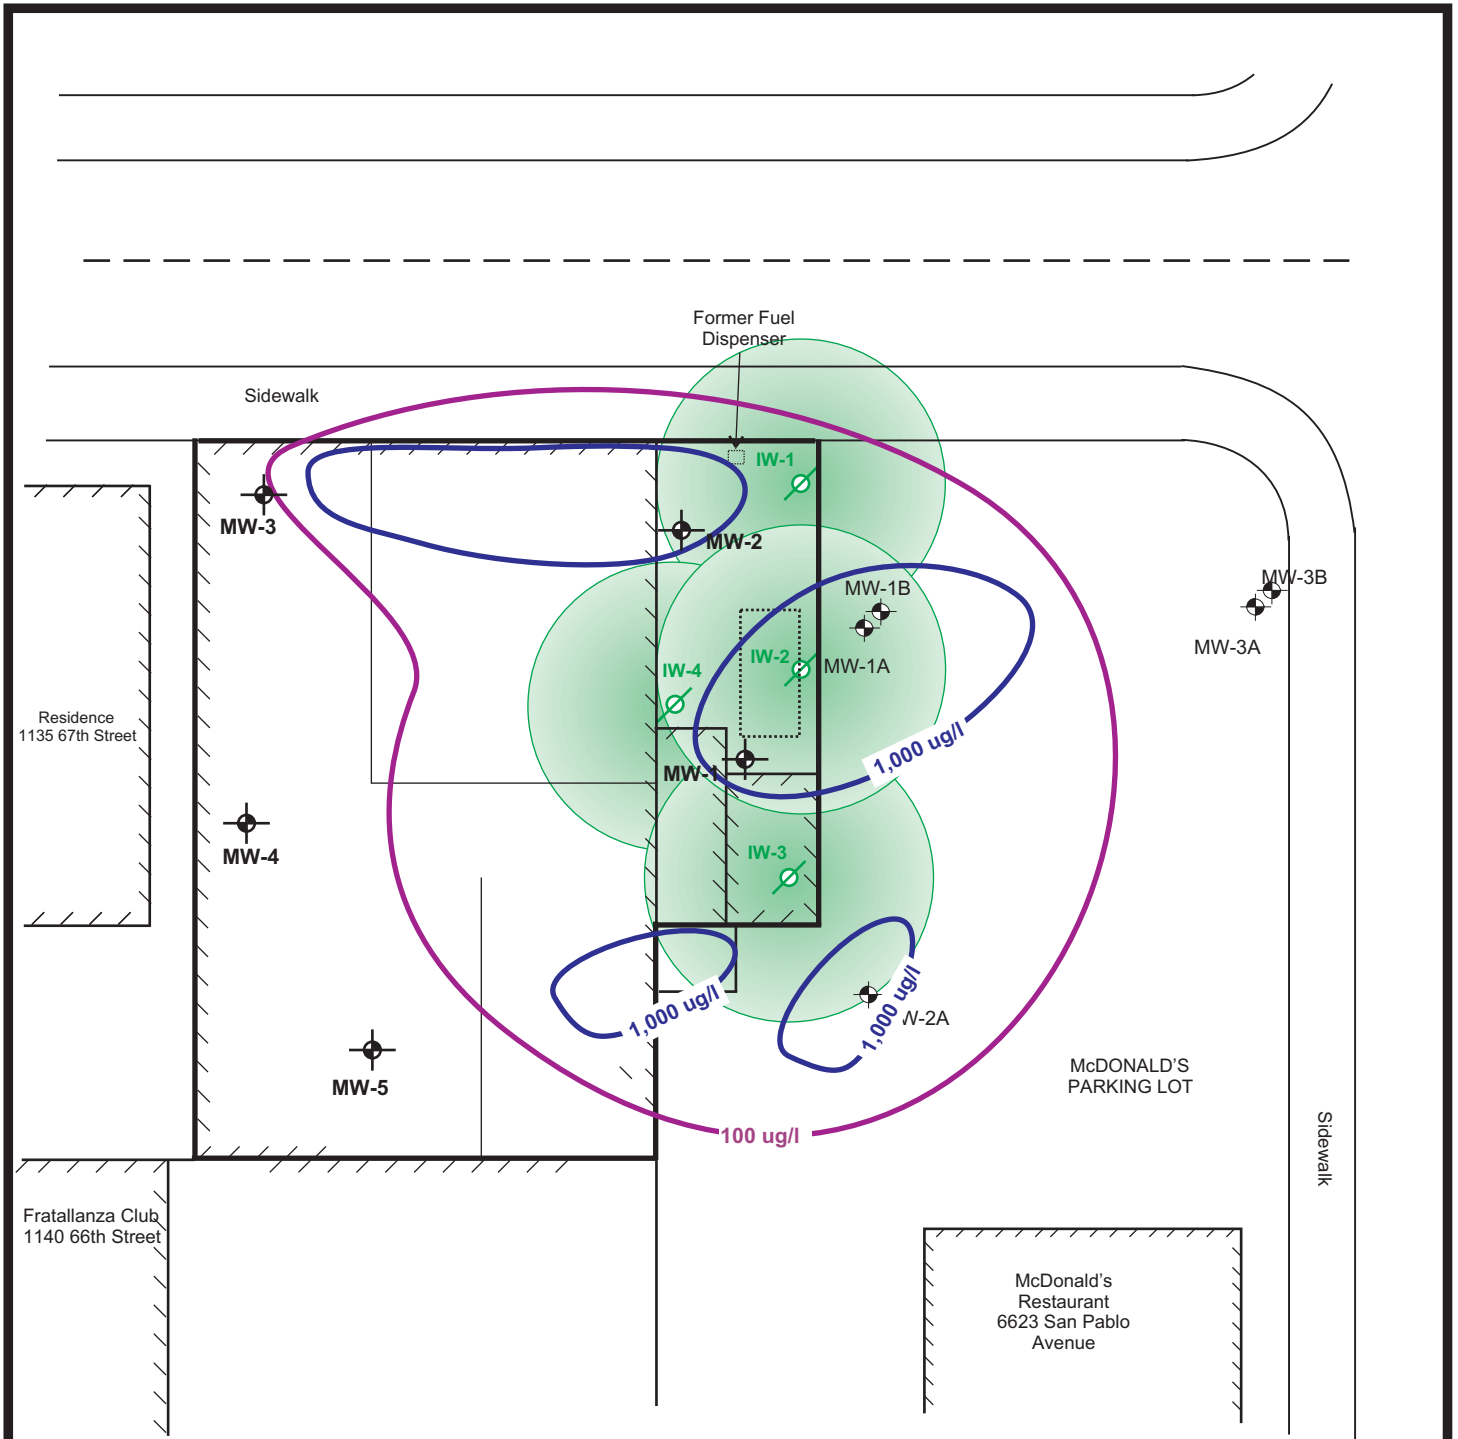 Former Fuel
Dispenser
Sidewalk
IW-1
MW-3
MW-2
MW-3B
MW-1B
MW-3A
IW-2
MW-1A
IW-4
Residence
1135 67th Street
1,000 ug/l
MW-1
MW-4
IW-3
1,000 ug/l
1,000 ug/l
W-2A
MW-5
McDONALD'S
PARKING LOT
100 ug/l
Sidewalk
Fratallanza Club
1140 66th Street
McDonald's
Restaurant
6623 San Pablo
Avenue